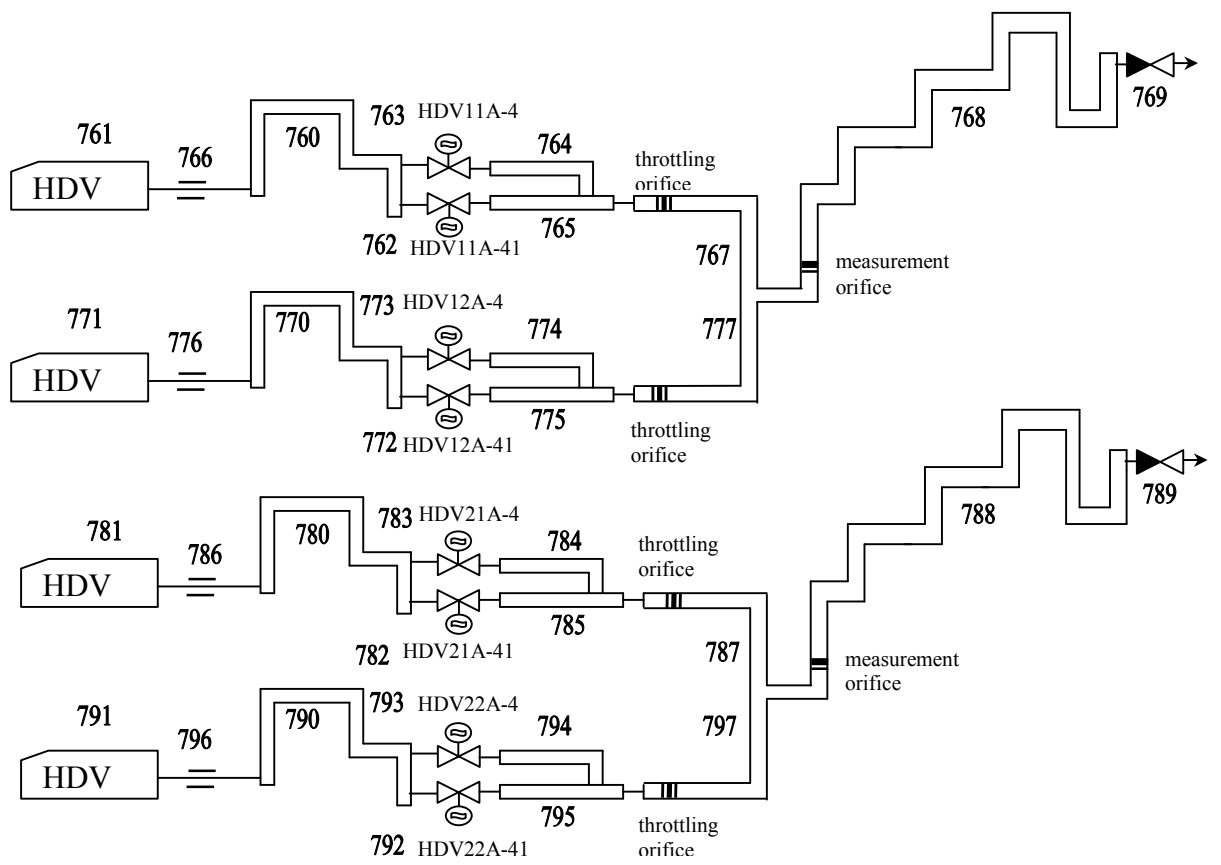 768
769
763 HDV11A-4
761
766
760
764
throttling
orifice
HDV
762 HDV11A-41
765
767
measurement
orifice
773 HDV12A-4
771
776
770
774
777
HDV
772 HDV12A-41
775
throttling
orifice
788
789
783 HDV21A-4
781
786
780
784
throttling
orifice
HDV
782 HDV21A-41
785
787
measurement
orifice
793 HDV22A-4
791
796
790
794
797
HDV
792 HDV22A-41
795
throttling
orifice